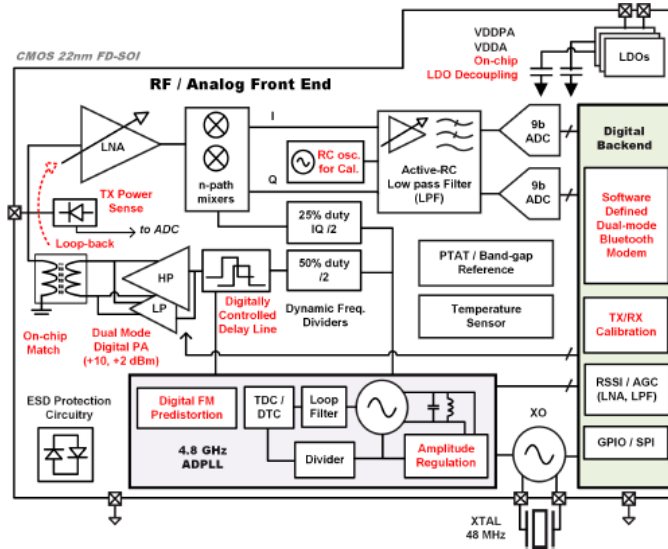 CMOS 22nm FD-SOI
RF / Analog Front End
VDDPA
VDDA
On-chip
LDO Decoupling
LDOs
LNA
n-path
mixers
I
Q
RC osc.
for Cal.
Active-RC
Low pass Filter
(LPF)
9b
ADC
9b
ADC
Digital
Backend
Software
Defined
Dual-mode
Bluetooth
Modem
TX Power
Sense
to ADC
Loop-back
25% duty
IQ /2
50% duty
/2
Dynamic Freq.
Dividers
PTAT / Band-gap
Reference
Temperature
Sensor
HP
LP
Digitally
Controlled
Delay Line
On-chip
Match
Dual Mode
Digital PA
(+10, +2 dBm)
TX/RX
Calibration
RSSI / AGC
(LNA, LPF)
GPIO / SPI
ESD Protection
Circuitry
Digital FM
Predistortion
TDC /
DTC
Loop
Filter
Divider
Amplitude
Regulation
4.8 GHz
ADPLL
XO
XTAL
48 MHz